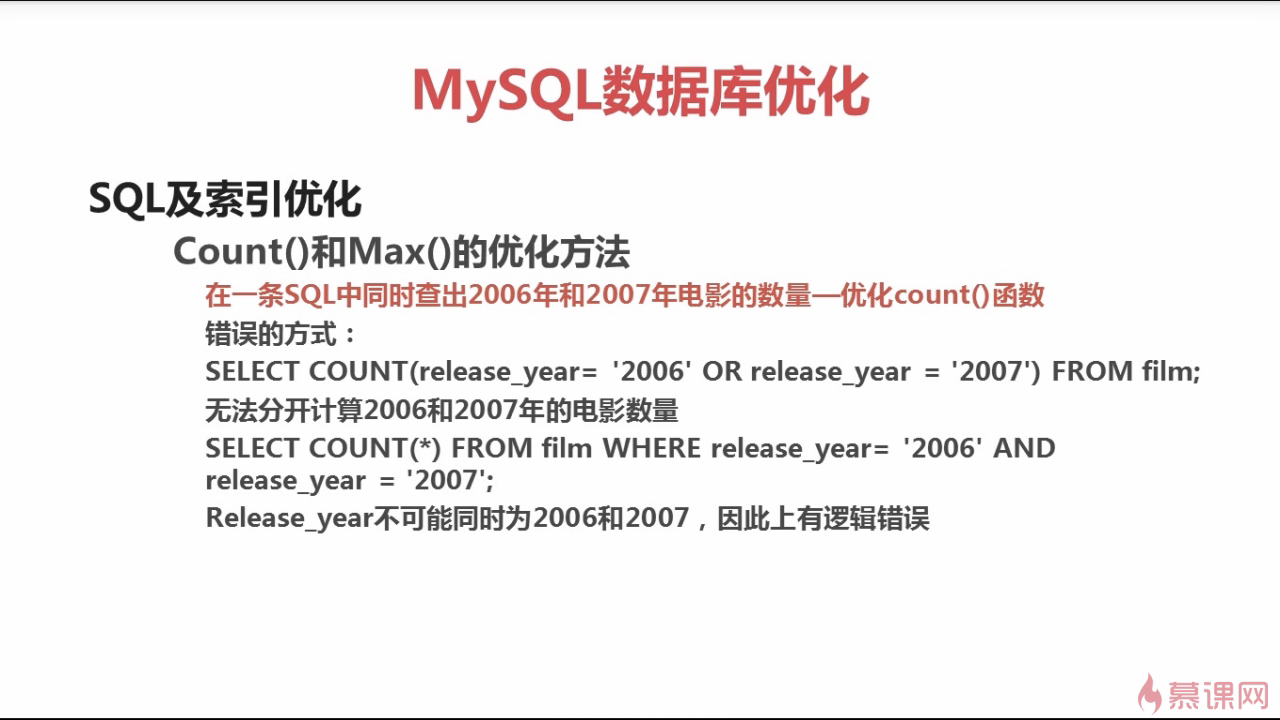 MySQL数据库优化
SQL及索引优化
Count()和Max()的优化方法
在一条SQL中同时查出2006年和2007年电影的数量—优化count()函数
错误的方式：
SELECT COUNT(release_year= '2006' OR release_year = '2007') FROM film;
无法分开计算2006和2007年的电影数量
SELECT COUNT(*) FROM film WHERE release_year= '2006' AND
release_year = '2007';
Release_year不可能同时为2006和2007，因此上有逻辑错误
慕课网